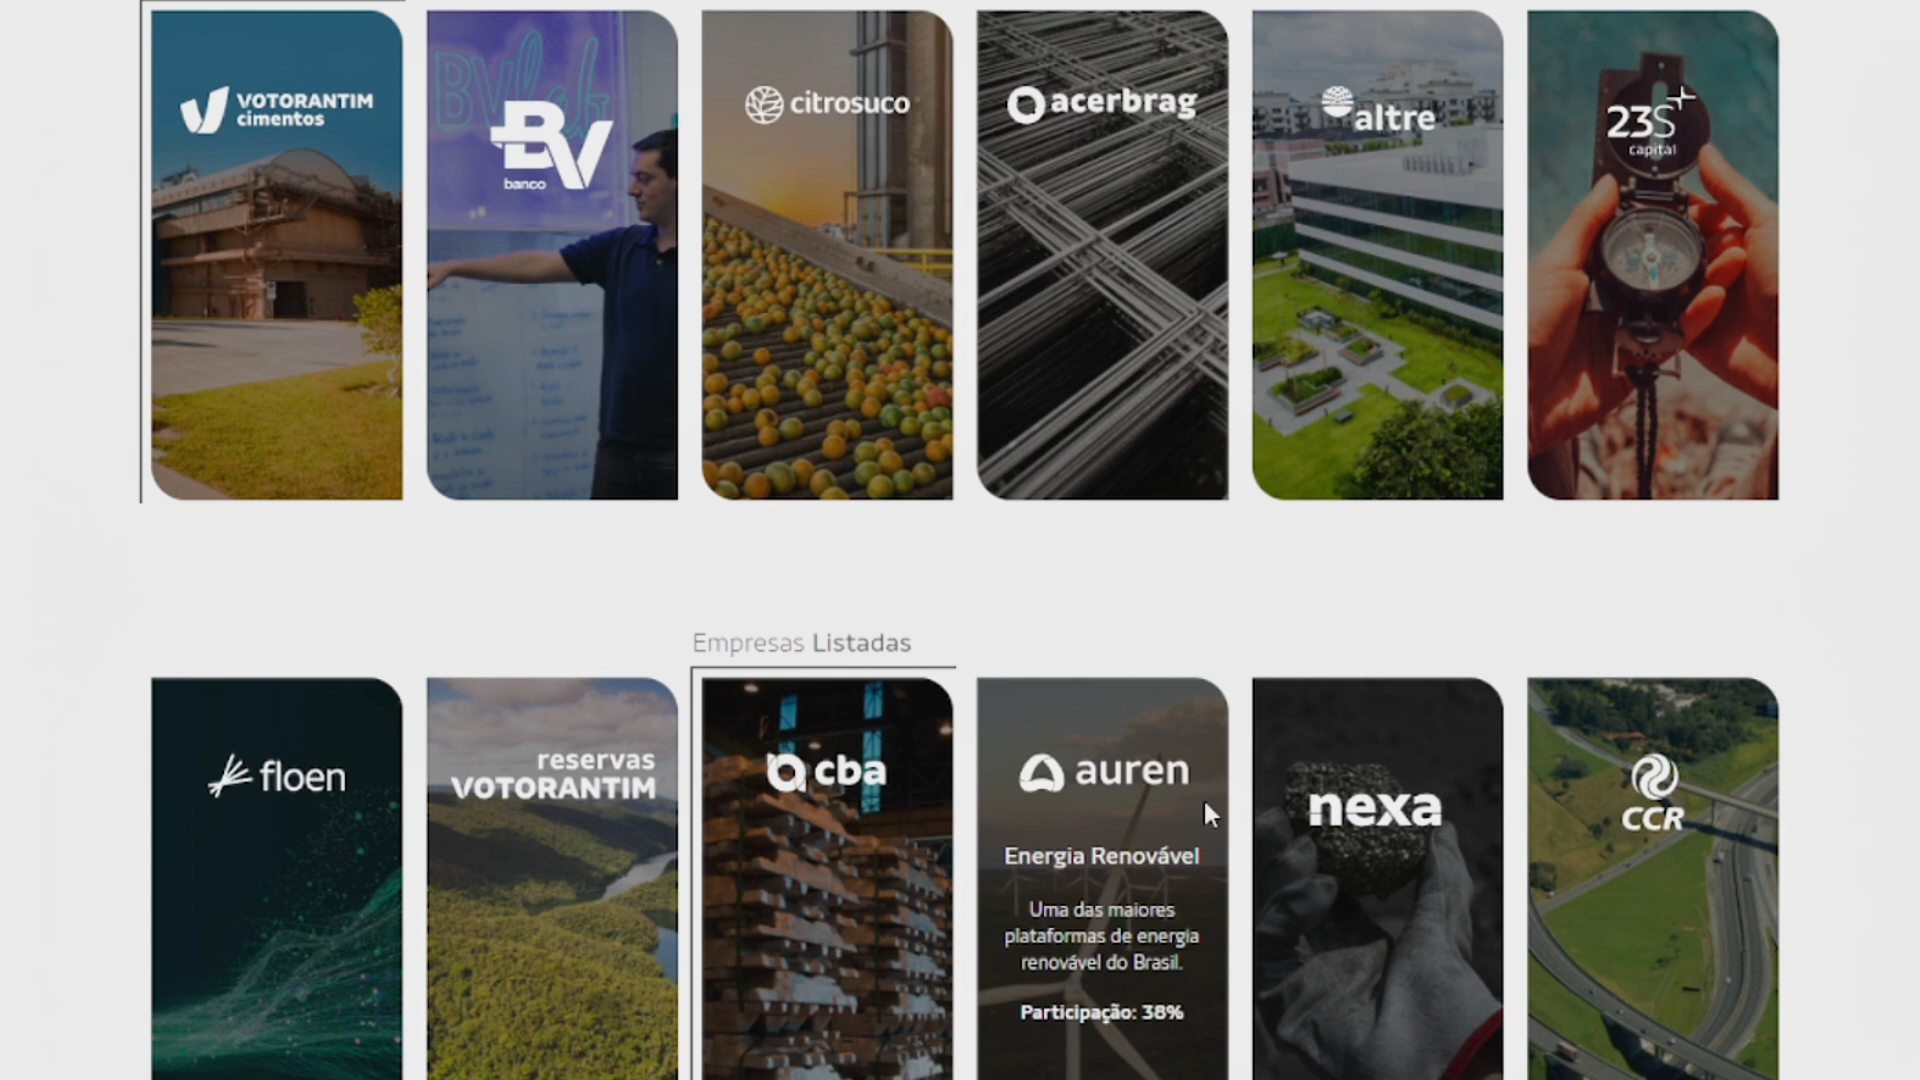 VOTORANTIM
cimentos
BVlab
BV
banco
citrosuco
acerbrag
altre
23S
capital
Empresas Listadas
floen
reservas
VOTORANTIM
cba
auren
Energia Renovável
Uma das maiores
plataformas de energia
renovável do Brasil.
Participação: 38%
nexa
CCR